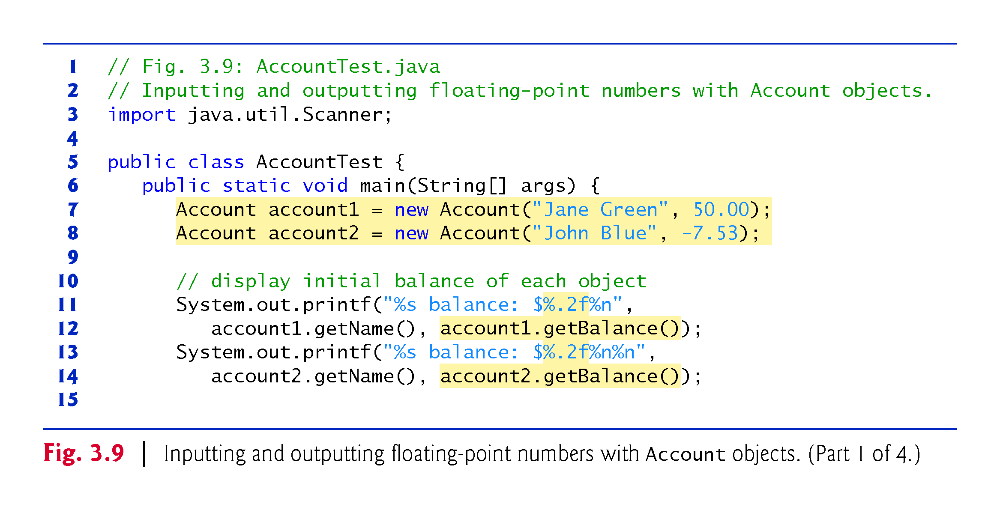 1 // Fig. 3.9: AccountTest.java
2 // Inputting and outputting floating-point numbers with Account objects.
3 import java.util.Scanner;
4
5 public class AccountTest {
6    public static void main(String[] args) {
7       Account account1 = new Account("Jane Green", 50.00);
8       Account account2 = new Account("John Blue", -7.53);
9
10       // display initial balance of each object
11       System.out.printf("%s balance: $%.2f%n",
12          account1.getName(), account1.getBalance());
13       System.out.printf("%s balance: $%.2f%n%n",
14          account2.getName(), account2.getBalance());
15
Fig. 3.9 | Inputting and outputting floating-point numbers with Account objects. (Part 1 of 4.)